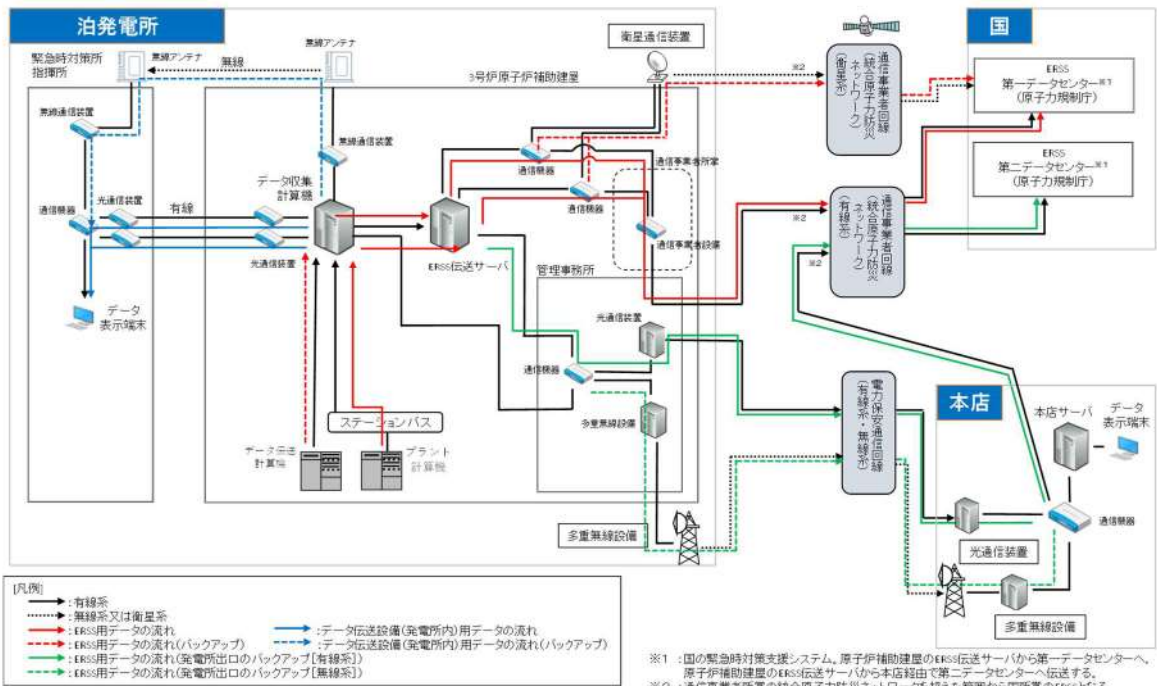 泊発電所
緊急時対策所
指揮所
無線アンテナ
無線
無線アンテナ
衛星通信装置
3号炉原子炉補助建屋
無線通信装置
無線通信装置
通信機器
光通信装置
有線
光通信装置
データ収集
計算機
ERSS伝送サーバ
通信機器
通信機器
通信事業者所掌
通信事業者設備
データ
表示端末
ステーションバス
データ伝送
計算機
プラント
計算機
管理事務所
光通信装置
通信機器
多重無線設備
多重無線設備
※2
通信事業者回線
(統合原子力防災
ネットワーク)
(衛星系)
※2
※2
通信事業者回線
(統合原子力防災
ネットワーク)
(有線系)
電力保安通信回線
(有線系・無線系)
国
ERSS
第一データセンター※1
(原子力規制庁)
ERSS
第二データセンター※1
(原子力規制庁)
本店
本店サーバ
データ
表示端末
通信機器
光通信装置
多重無線設備
[凡例]
:有線系
:無線系又は衛星系
:ERSS用データの流れ
:ERSS用データの流れ(バックアップ)
:ERSS用データの流れ(発電所出口のバックアップ[有線系])
:ERSS用データの流れ(発電所出口のバックアップ[無線系])
:データ伝送設備(発電所内)用データの流れ
:データ伝送設備(発電所内)用データの流れ(バックアップ)
※1 :国の緊急時対策支援システム。原子炉補助建屋のERSS伝送サーバから第一データセンターへ、
原子炉補助建屋のERSS伝送サーバから本店経由で第二データセンターへ伝送する。